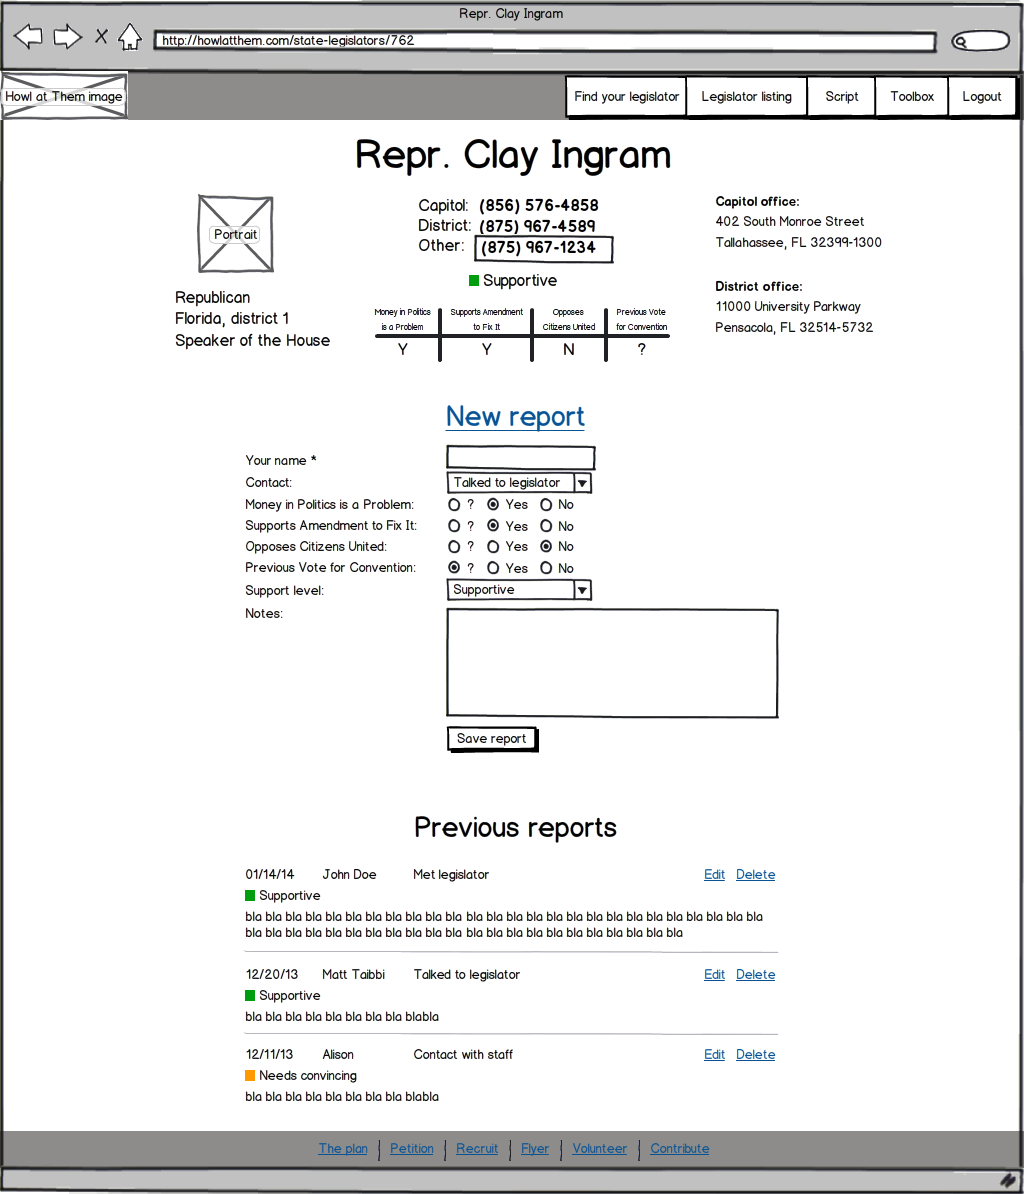 Repr. Clay Ingram
http://howlatthem.com/state-legislators/762
Howl at Them image
Find your legislator
Legislator listing
Script
Toolbox
Logout
Repr. Clay Ingram
Portrait
Republican
Florida, district 1
Speaker of the House
Capitol: (856) 576-4858
District: (875) 967-4589
Other: (875) 967-1234
Supportive
Money in Politics is a Problem
Supports Amendment to Fix It
Opposes Citizens United
Previous Vote for Convention
Y Y N ?
Capitol office:
402 South Monroe Street
Tallahassee, FL 32399-1300
District office:
11000 University Parkway
Pensacola, FL 32514-5732
New report
Your name *
Contact: Talked to legislator
Money in Politics is a Problem: ? Yes No
Supports Amendment to Fix It: ? Yes No
Opposes Citizens United: ? Yes No
Previous Vote for Convention: ? Yes No
Support level: Supportive
Notes:
Save report
Previous reports
01/14/14 John Doe Met legislator Edit Delete
Supportive
bla bla bla bla bla bla bla bla bla bla bla bla bla bla bla bla bla bla bla bla bla bla bla bla bla bla
bla bla bla bla bla bla bla bla bla bla bla bla bla bla bla bla bla bla bla bla bla bla
12/20/13 Matt Taibbi Talked to legislator Edit Delete
Supportive
bla bla bla bla bla bla bla bla blabla
12/11/13 Alison Contact with staff Edit Delete
Needs convincing
bla bla bla bla bla bla bla bla blabla
The plan Petition Recruit Flyer Volunteer Contribute